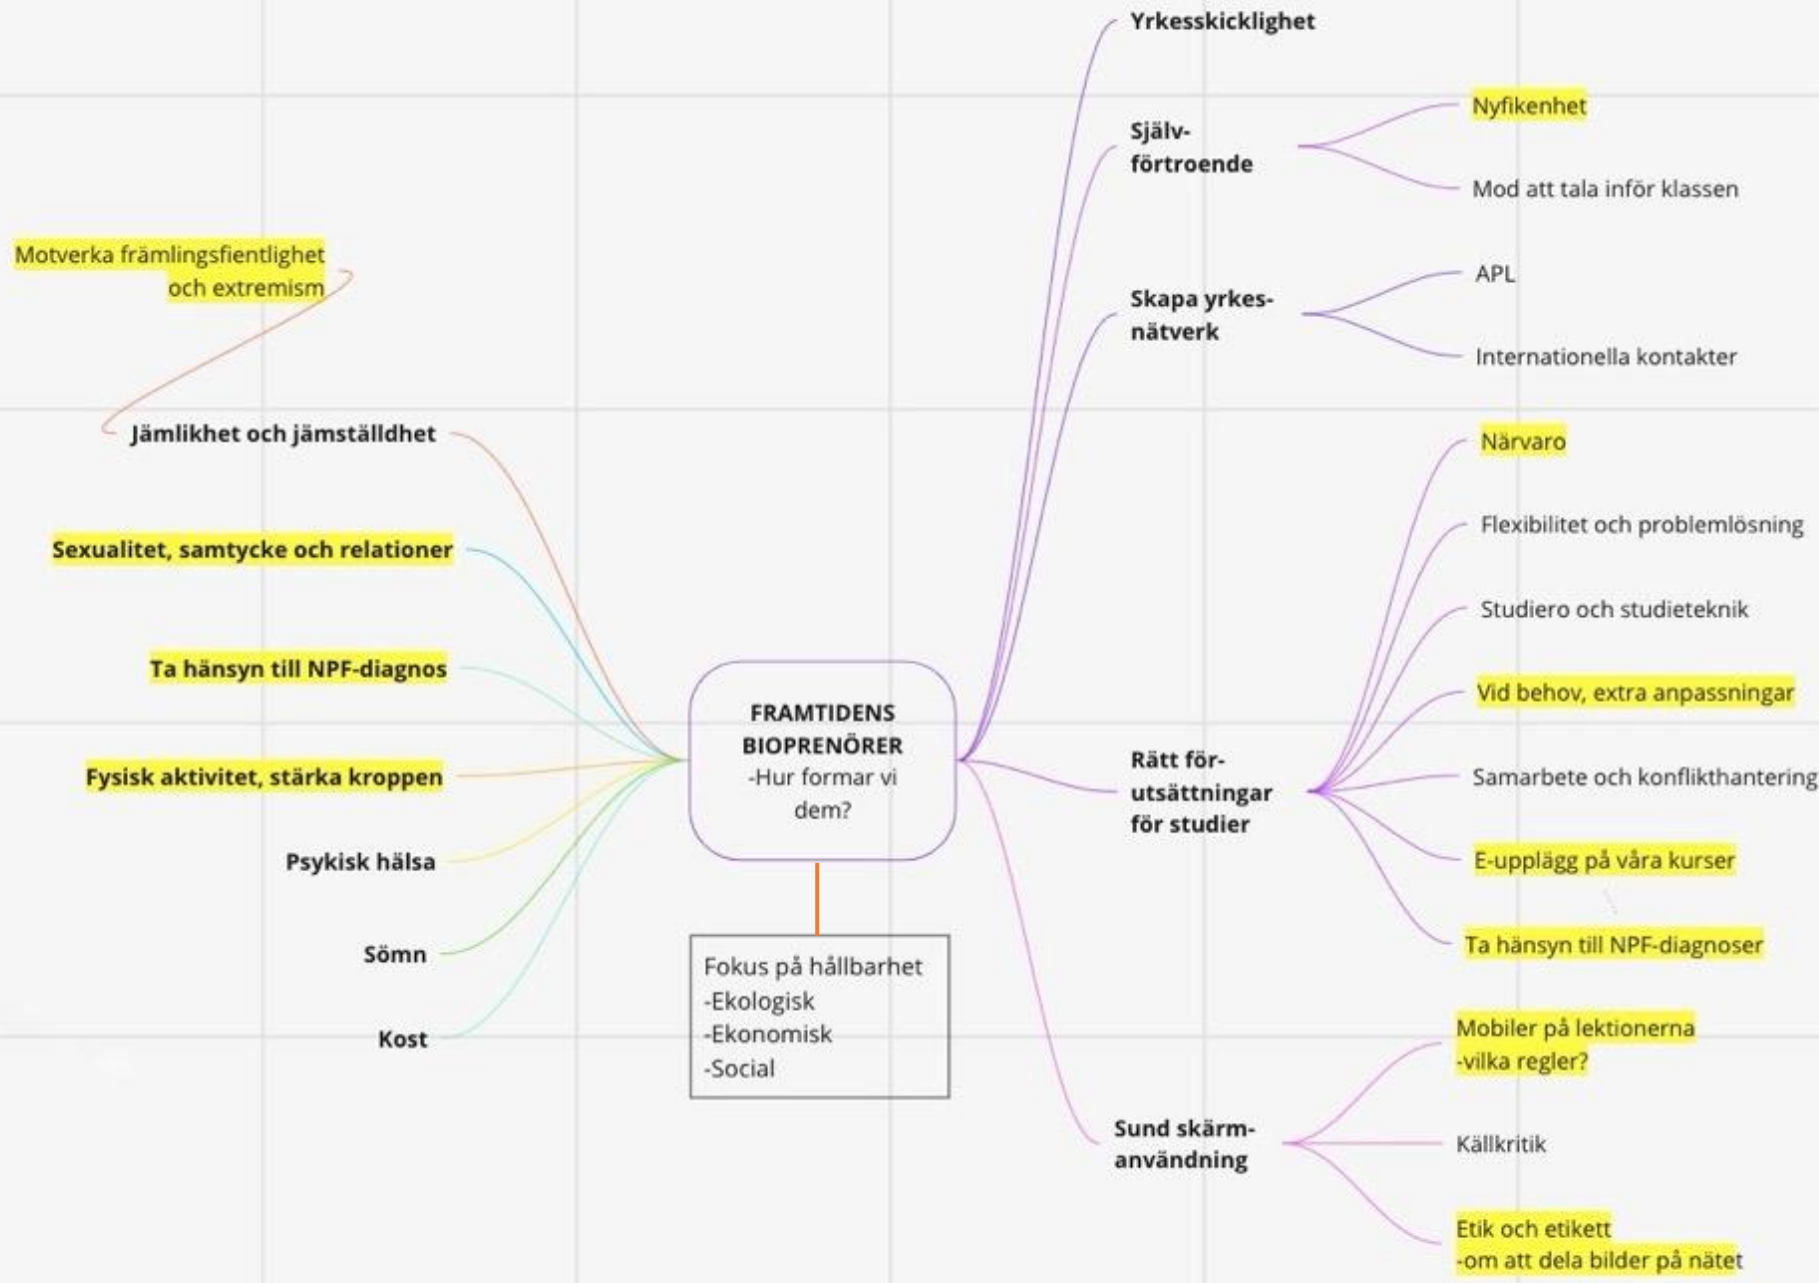 Yrkesskicklighet
Själv-
förtroende
Nyfikenhet
Mod att tala inför klassen
Skapa yrkes-
nätverk
APL
Internationella kontakter
Motverka främlingsfientlighet
och extremism
Jämlikhet och jämställdhet
Sexualitet, samtycke och relationer
Ta hänsyn till NPF-diagnos
Fysisk aktivitet, stärka kroppen
Psykisk hälsa
Sömn
Kost
FRAMTIDENS
BIOPRENÖRER
-Hur formar vi
dem?
Fokus på hållbarhet
-Ekologisk
-Ekonomisk
-Social
Rätt för-
utsättningar
för studier
Närvaro
Flexibilitet och problemlösning
Studiero och studieteknik
Vid behov, extra anpassningar
Samarbete och konflikthantering
E-upplägg på våra kurser
Ta hänsyn till NPF-diagnoser
Sund skärm-
användning
Mobiler på lektionerna
-vilka regler?
Källkritik
Etik och etikett
-om att dela bilder på nätet